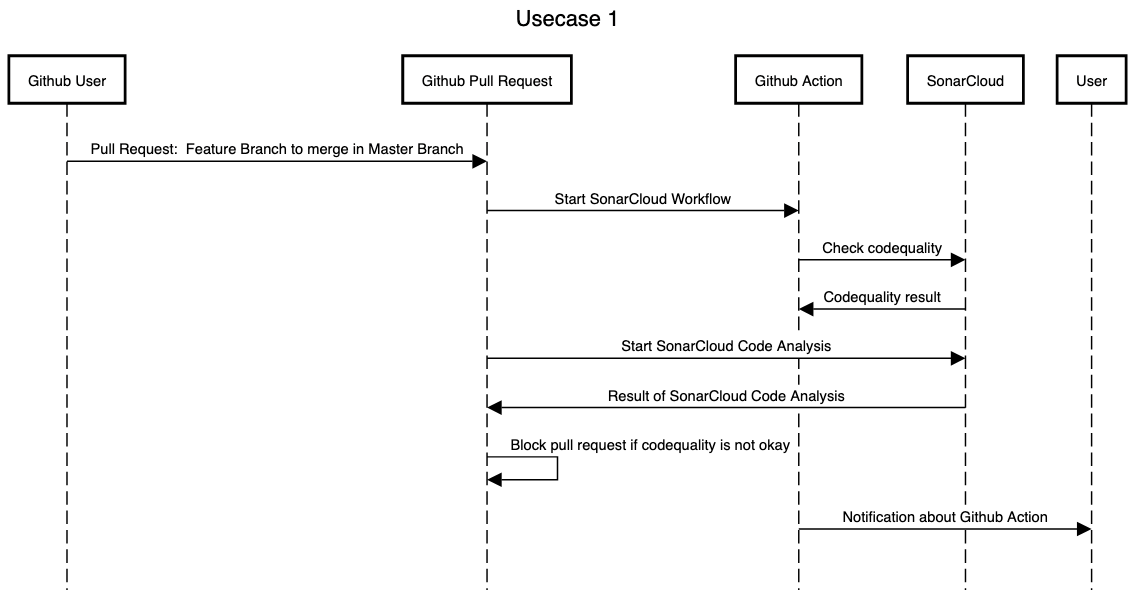 Usecase 1
Github User
Github Pull Request
Github Action
SonarCloud
User
Pull Request:  Feature Branch to merge in Master Branch
Start SonarCloud Workflow
Check codequality
Codequality result
Start SonarCloud Code Analysis
Result of SonarCloud Code Analysis
Block pull request if codequality is not okay
Notification about Github Action